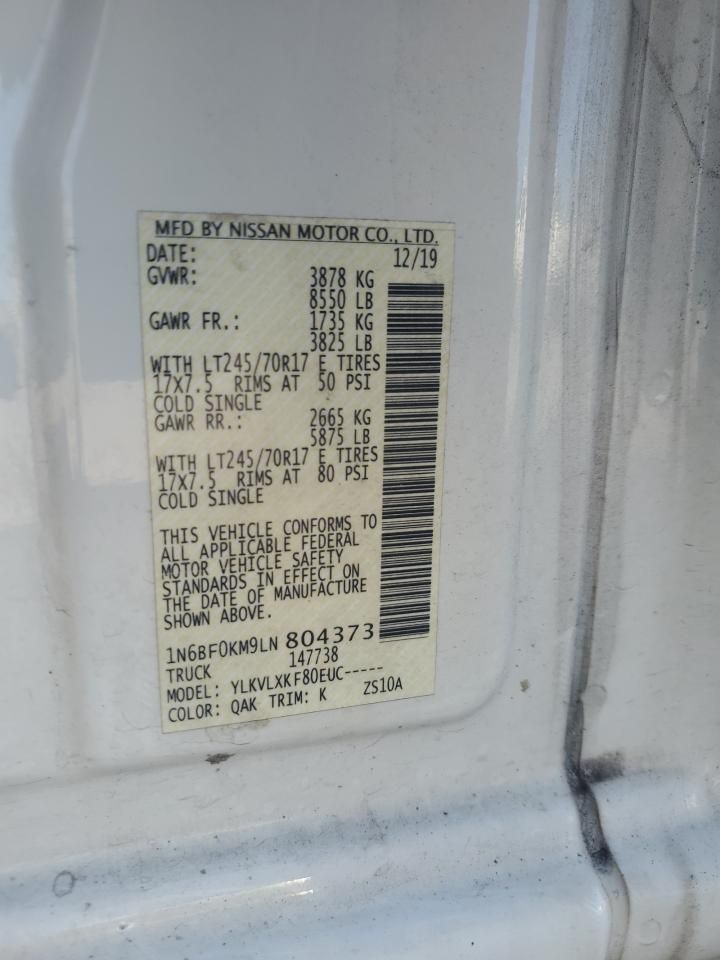 MFD BY NISSAN MOTOR CO., LTD.
DATE: 12/19
GVWR: 3878 KG
8550 LB
GAWR FR.: 1735 KG
3825 LB
WITH LT245/70R17 E TIRES
17X7.5 RIMS AT 50 PSI
COLD SINGLE
GAWR RR.: 2665 KG
5875 LB
WITH LT245/70R17 E TIRES
17X7.5 RIMS AT 80 PSI
COLD SINGLE
THIS VEHICLE CONFORMS TO
ALL APPLICABLE FEDERAL
MOTOR VEHICLE SAFETY
STANDARDS IN EFFECT ON
THE DATE OF MANUFACTURE
SHOWN ABOVE.
1N6BF0KM9LN 804373
TRUCK 147738
MODEL: YLKVLXKF80EUC-----
COLOR: QAK TRIM: K ZS10A